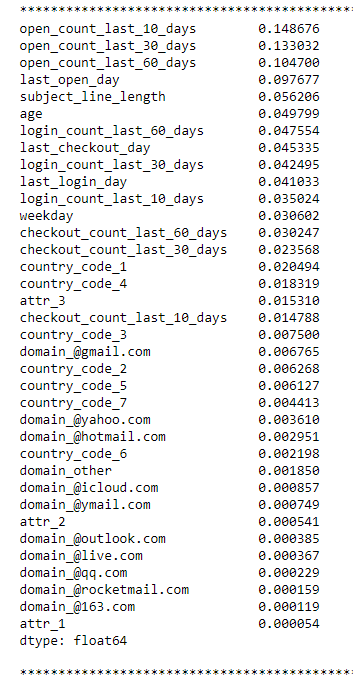 ********************************************
open_count_last_10_days 0.148676
open_count_last_30_days 0.133032
open_count_last_60_days 0.104700
last_open_day 0.097677
subject_line_length 0.056206
age 0.049799
login_count_last_60_days 0.047554
last_checkout_day 0.045335
login_count_last_30_days 0.042495
last_login_day 0.041033
login_count_last_10_days 0.035024
weekday 0.030602
checkout_count_last_60_days 0.030247
checkout_count_last_30_days 0.023568
country_code_1 0.020494
country_code_4 0.018319
attr_3 0.015310
checkout_count_last_10_days 0.014788
country_code_3 0.007500
domain_@gmail.com 0.006765
country_code_2 0.006268
country_code_5 0.006127
country_code_7 0.004413
domain_@yahoo.com 0.003610
domain_@hotmail.com 0.002951
country_code_6 0.002198
domain_other 0.001850
domain_@icloud.com 0.000857
domain_@ymail.com 0.000749
attr_2 0.000541
domain_@outlook.com 0.000385
domain_@live.com 0.000367
domain_@qq.com 0.000229
domain_@rocketmail.com 0.000159
domain_@163.com 0.000119
attr_1 0.000054
dtype: float64
********************************************